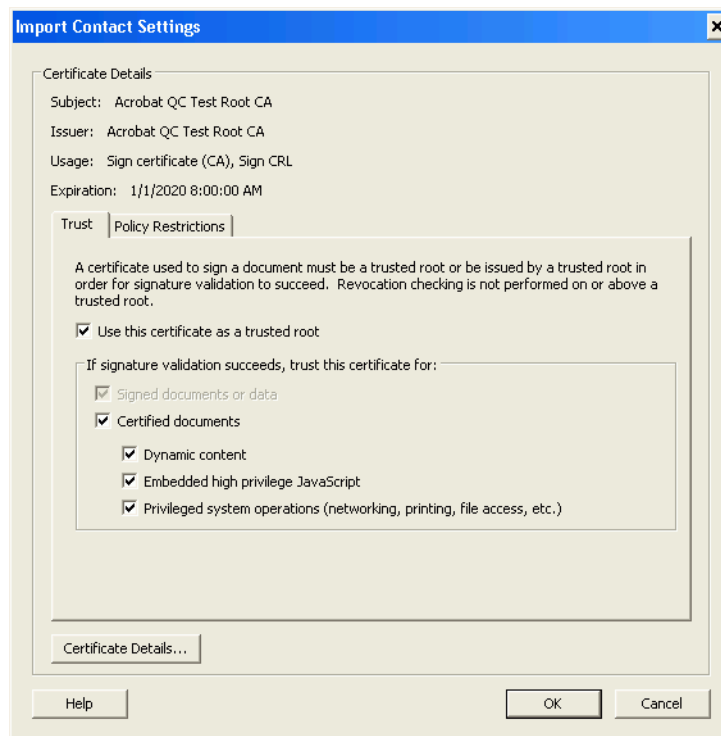 Import Contact Settings
Certificate Details
Subject: Acrobat QC Test Root CA
Issuer: Acrobat QC Test Root CA
Usage: Sign certificate (CA), Sign CRL
Expiration: 1/1/2020 8:00:00 AM
Trust Policy Restrictions
A certificate used to sign a document must be a trusted root or be issued by a trusted root in
order for signature validation to succeed. Revocation checking is not performed on or above a
trusted root.
Use this certificate as a trusted root
If signature validation succeeds, trust this certificate for:
Signed documents or data
Certified documents
Dynamic content
Embedded high privilege JavaScript
Privileged system operations (networking, printing, file access, etc.)
Certificate Details...
Help OK Cancel